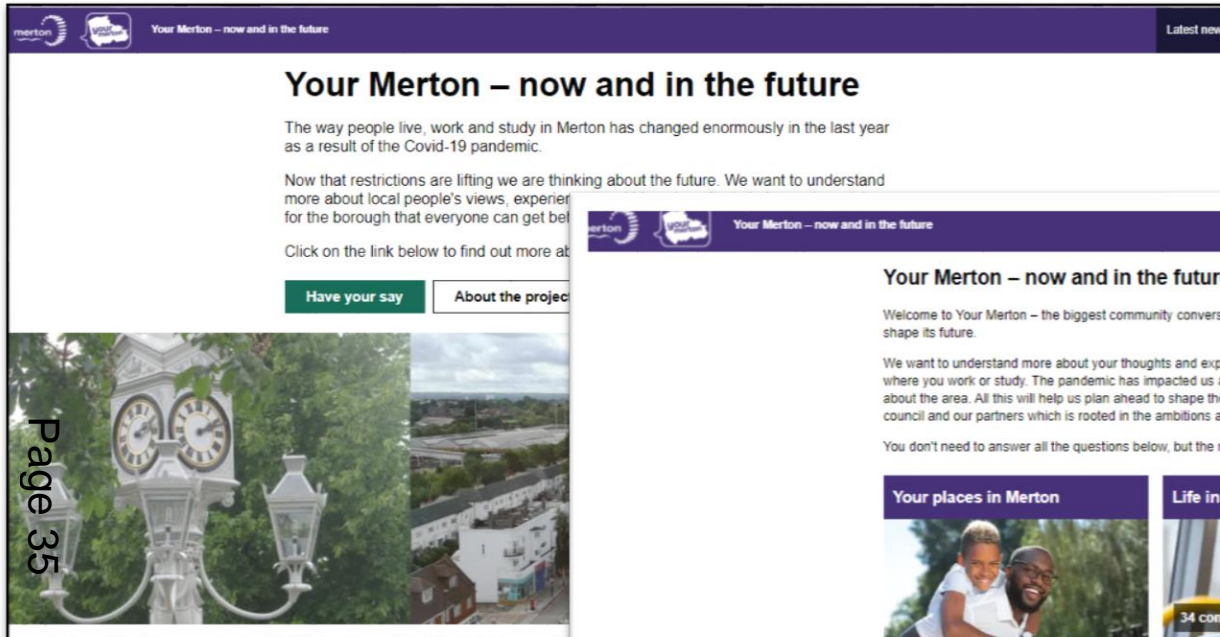 merton
your merton
Your Merton – now and in the future
Latest new
Your Merton – now and in the future
The way people live, work and study in Merton has changed enormously in the last year
as a result of the Covid-19 pandemic.
Now that restrictions are lifting we are thinking about the future. We want to understand
more about local people's views, experien
for the borough that everyone can get beh
Click on the link below to find out more ab
Have your say
About the project
Page 35
erton
your merton
Your Merton – now and in the future
Your Merton – now and in the futur
Welcome to Your Merton – the biggest community convers
shape its future.
We want to understand more about your thoughts and exp
where you work or study. The pandemic has impacted us a
about the area. All this will help us plan ahead to shape the
council and our partners which is rooted in the ambitions a
You don't need to answer all the questions below, but the
Your places in Merton
Life in
34 con